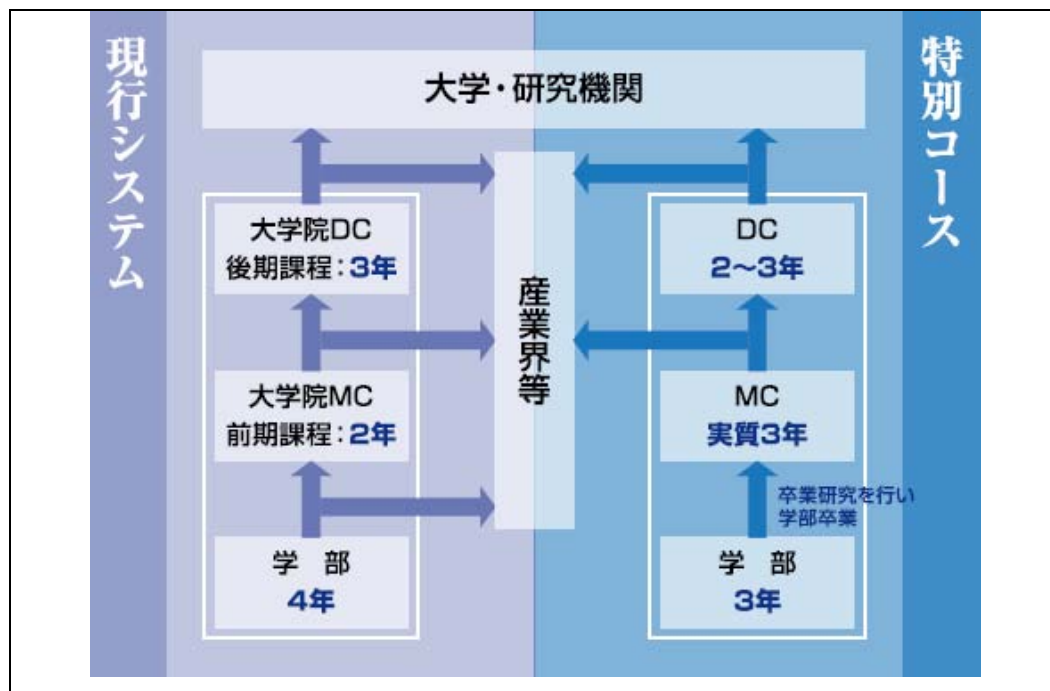 現行システム
特別コース
大学・研究機関
大学院DC
後期課程:3年
大学院MC
前期課程:2年
学 部
4年
産業界等
DC
2〜3年
MC
実質3年
卒業研究を行い
学部卒業
学 部
3年